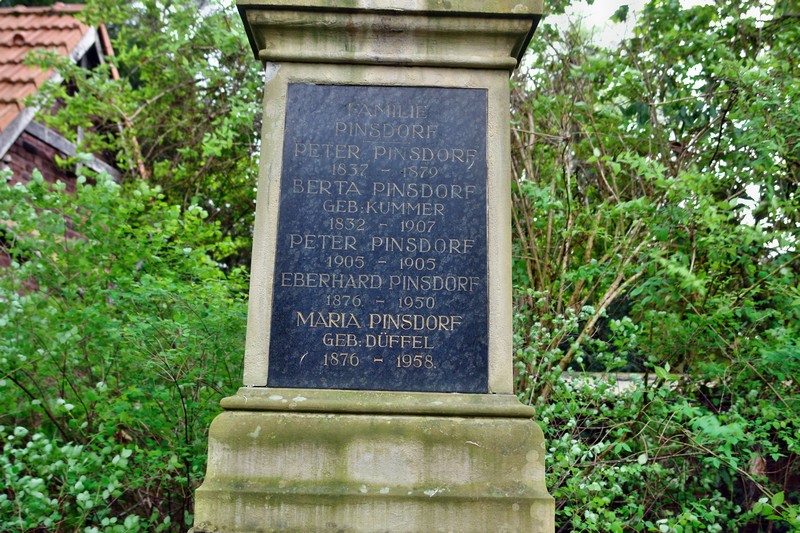 FAMILIE
PINSDORF
PETER PINSDORF
1837 - 1879
BERTA PINSDORF
GEB: KUMMER
1852 - 1907
PETER PINSDORF
1905 - 1905
EBERHARD PINSDORF
1876 - 1950
MARIA PINSDORF
GEB: DÜFFEL
1876 - 1958.